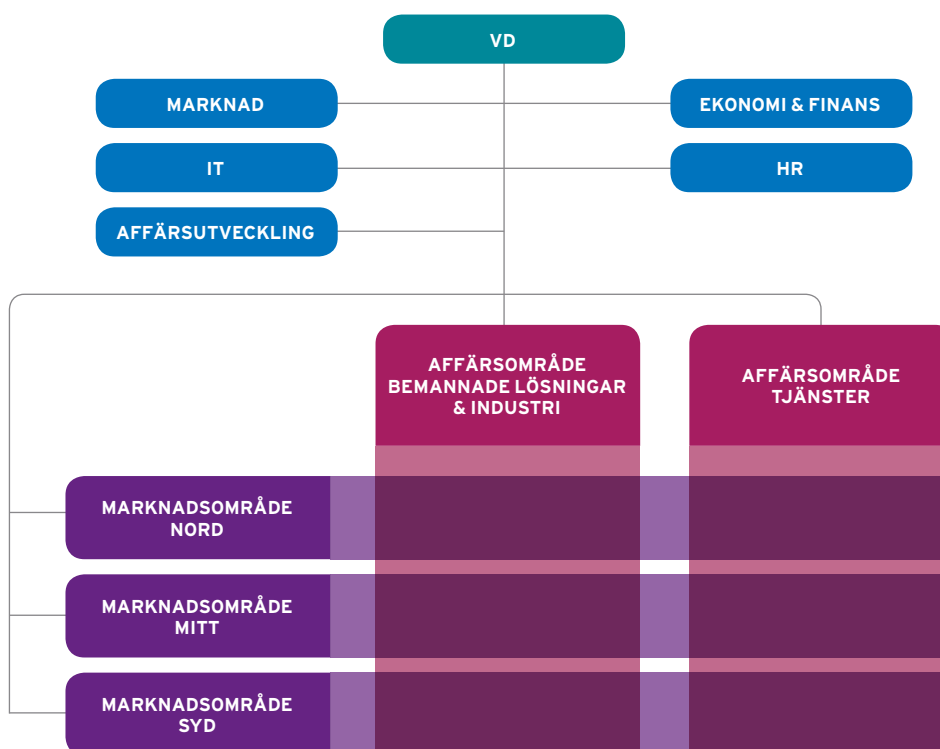 VD
MARKNAD
EKONOMI & FINANS
IT
HR
AFFÄRSUTVECKLING
AFFÄRSOMRÅDE
BEMANNADE LÖSNINGAR
& INDUSTRI
AFFÄRSOMRÅDE
TJÄNSTER
MARKNADSOMRÅDE
NORD
MARKNADSOMRÅDE
MITT
MARKNADSOMRÅDE
SYD